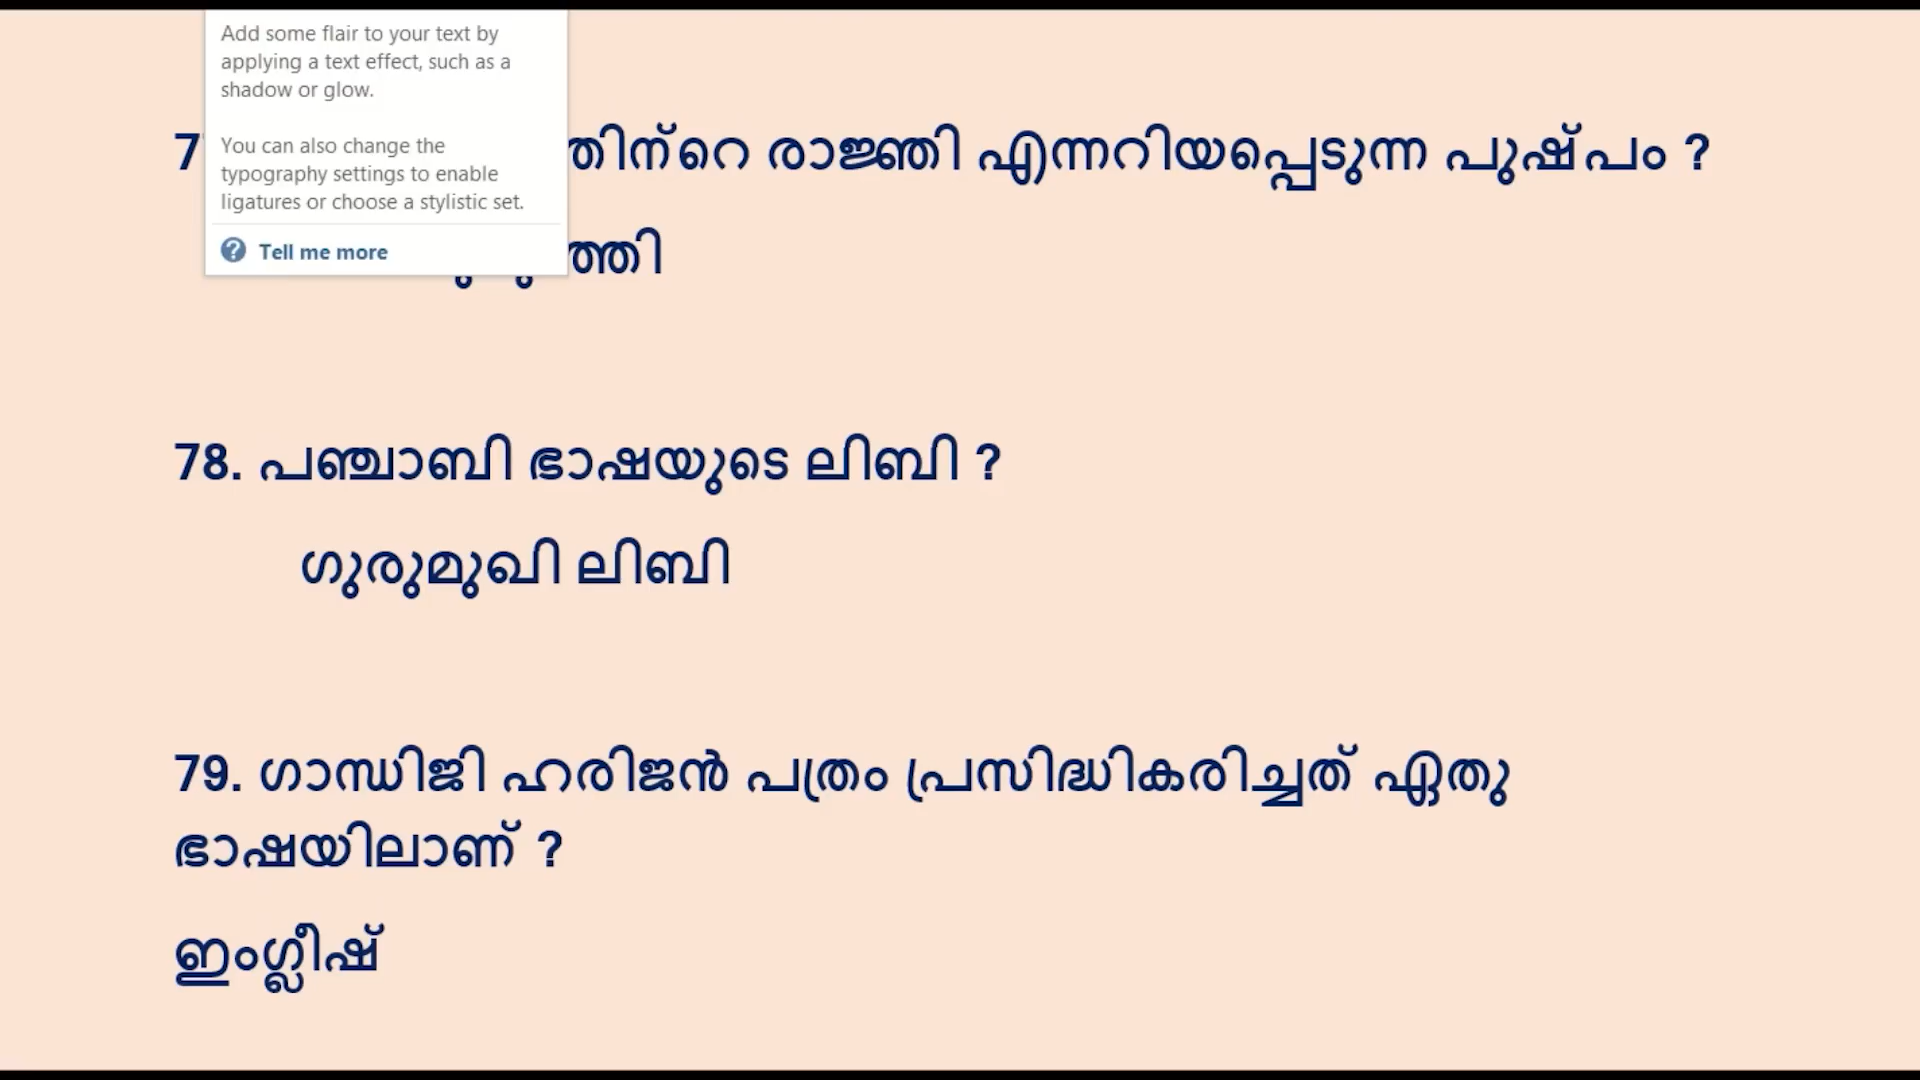 Add some flair to your text by
applying a text effect, such as a
shadow or glow.
You can also change the
typography settings to enable
ligatures or choose a stylistic set.
Tell me more
രാജ്ഞി എന്നറിയപ്പെടുന്ന പുഷ്പം ?
78. പഞ്ചാബി ഭാഷയുടെ ലിബി ?
ഗുരുമുഖി ലിബി
79. ഗാന്ധിജി ഹരിജൻ പത്രം പ്രസിദ്ധികരിച്ചത് ഏതു
ഭാഷയിലാണ് ?
ഇംഗ്ലീഷ്